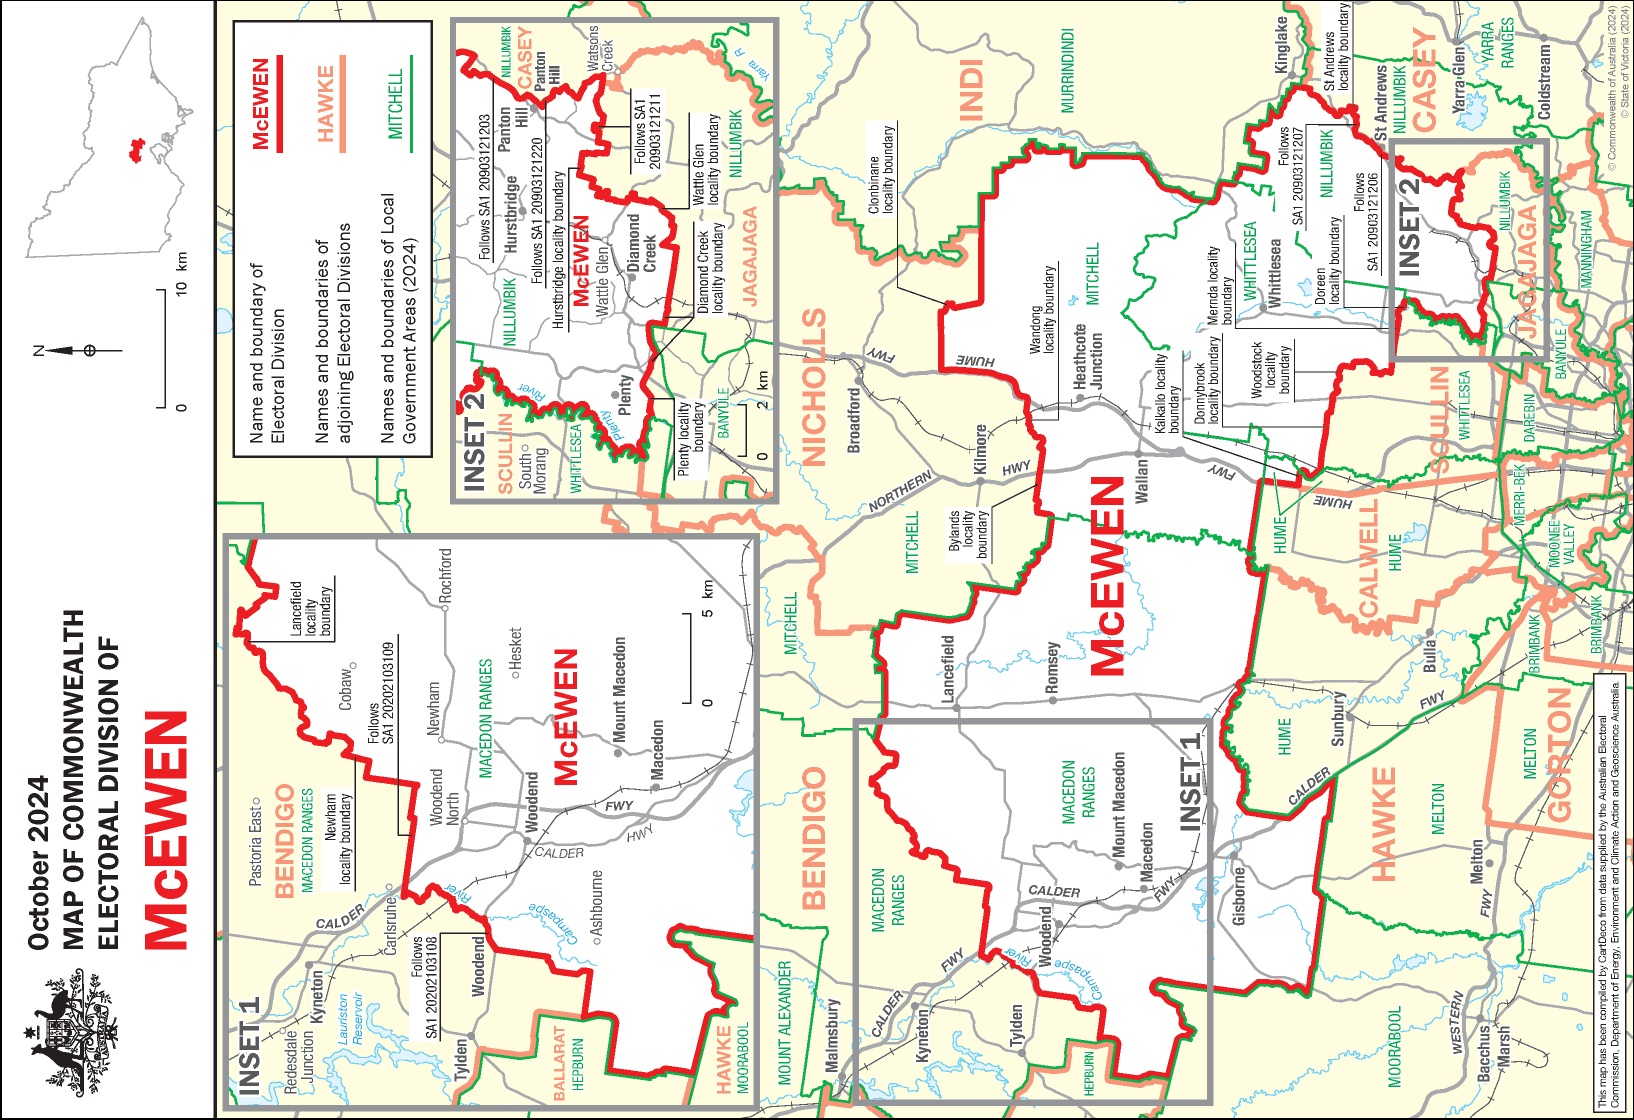 October 2024
MAP OF COMMONWEALTH
ELECTORAL DIVISION OF
McEWEN
N
0 10 km
Name and boundary of
Electoral Division
McEWEN
Names and boundaries of
adjoining Electoral Divisions
HAWKE
Names and boundaries of Local
Government Areas (2024)
MITCHELL
INSET 1
Redesdale
Junction
Kyneton
Lauriston
Reservoir
Tylden
BALLARAT
HEPBURN
HAWKE
MOORABOOL
Pastoria East
BENDIGO
MACEDON RANGES
Newham
locality boundary
CALDER
Carlsruhe
River
Follows
SA1 20202103108
Woodend
Campaspe
Ashbourne
Lancefield
locality
boundary
Cobaw
Follows
SA1 20202103109
Newham
Rochford
Woodend
North
MACEDON RANGES
Hesket
McEWEN
Woodend
CALDER
FWY
HWY
Mount Macedon
Macedon
0 5 km
INSET 2
SCULLIN
South
Morang
WHITTLESEA
River
Plenty
Plenty
Plenty locality
boundary
BANYULE
0 2 km
NILLUMBIK
Follows SA1 20903121203
Hurstbridge
Follows SA1 20903121220
Hurstbridge locality boundary
McEWEN
Wattle Glen
Diamond
Creek
Diamond Creek
locality boundary
JAGAJAGA
NILLUMBIK
CASEY
Panton
Hill
Panton
Hill
Watsons
Creek
Follows SA1
20903121211
Wattle Glen
locality boundary
NILLUMBIK
Yarra R
MITCHELL
BENDIGO
MOUNT ALEXANDER
Malmsbury
MACEDON
RANGES
CALDER
FWY
Kyneton
Tylden
HEPBURN
River
Campaspe
Woodend
CALDER
FWY
Macedon
Mount Macedon
MACEDON
RANGES
INSET 1
Gisborne
Lancefield
Romsey
McEWEN
NICHOLLS
Broadford
FWY
HUME
NORTHERN
HWY
MITCHELL
Kilmore
Bylands
locality
boundary
Clonbinane
locality boundary
INDI
MURRINDINDI
Wandong
locality boundary
Heathcote
Junction
MITCHELL
Wallan
Kalkallo locality
boundary
Donnybrook
locality boundary
Mernda locality
boundary
WHITTLESEA
Woodstock
locality
boundary
Whittlesea
FWY
HUME
Kinglake
St Andrews
locality boundary
Follows
SA1 20903121207
NILLUMBIK
Doreen
locality boundary
Follows
SA1 20903121206
St Andrews
NILLUMBIK
CASEY
Yarra Glen
YARRA
RANGES
Coldstream
INSET 2
NILLUMBIK
JAGAJAGA
MANNINGHAM
BANYULE
SCULLIN
WHITTLESEA
DAREBIN
MERRI-BEK
MOONEE
VALLEY
HUME
CALWELL
HUME
BRIMBANK
BRIMBANK
Bulla
Sunbury
HUME
CALDER
FWY
HAWKE
MELTON
MELTON
GORTON
Melton
FWY
WESTERN
MOORABOOL
Bacchus
Marsh
This map has been compiled by CartDeco from data supplied by the Australian Electoral
Commission, Department of Energy, Environment and Climate Action and Geoscience Australia.
© Commonwealth of Australia (2024)
© State of Victoria (2024)